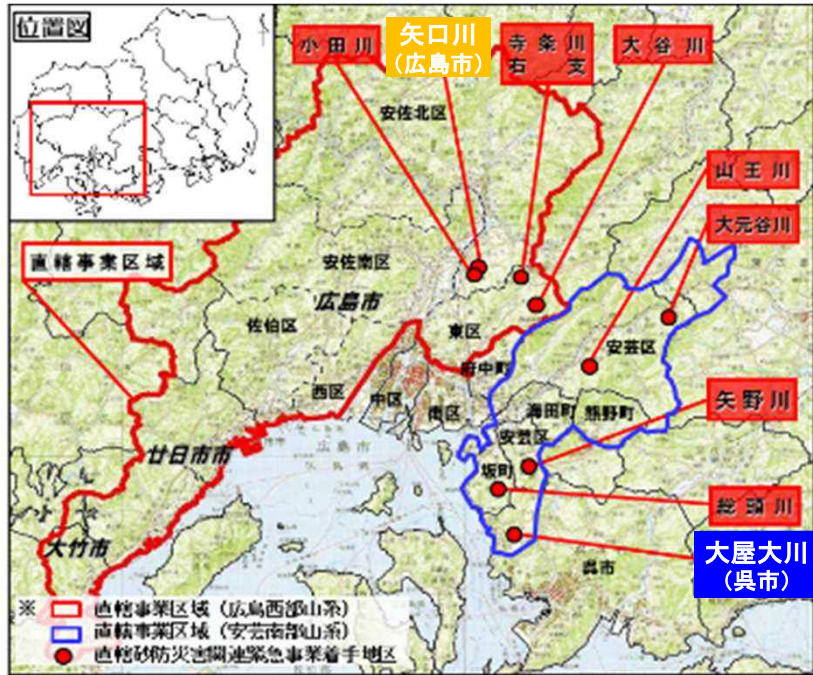 位置図
小田川
矢口川
(広島市)
寺条川
右支
大谷川
安佐北区
山王川
大元谷川
直轄事業区域
安佐南区
広島市
佐伯区
東区
安芸区
府中町
西区
中区
南区
海田町
熊野町
矢野川
安芸区
廿日市市
広島市
坂町
総頭川
大竹市
大屋大川
(呉市)
呉市
※ 直轄事業区域(広島西部山系)
直轄事業区域(安芸南部山系)
直轄砂防災害関連緊急事業着手地区